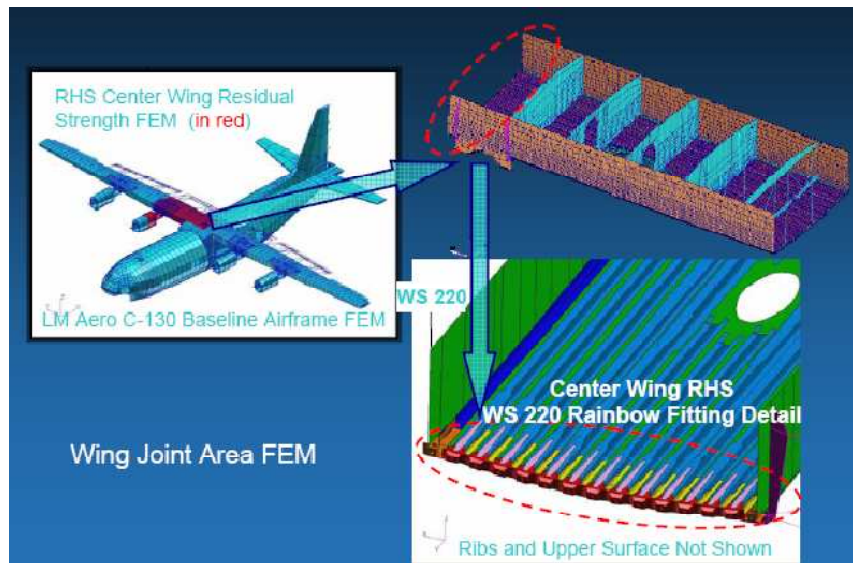 RHS Center Wing Residual
Strength FEM (in red)
LM Aero C-130 Baseline Airframe FEM
WS 220
Center Wing RHS
WS 220 Rainbow Fitting Detail
Wing Joint Area FEM
Ribs and Upper Surface Not Shown